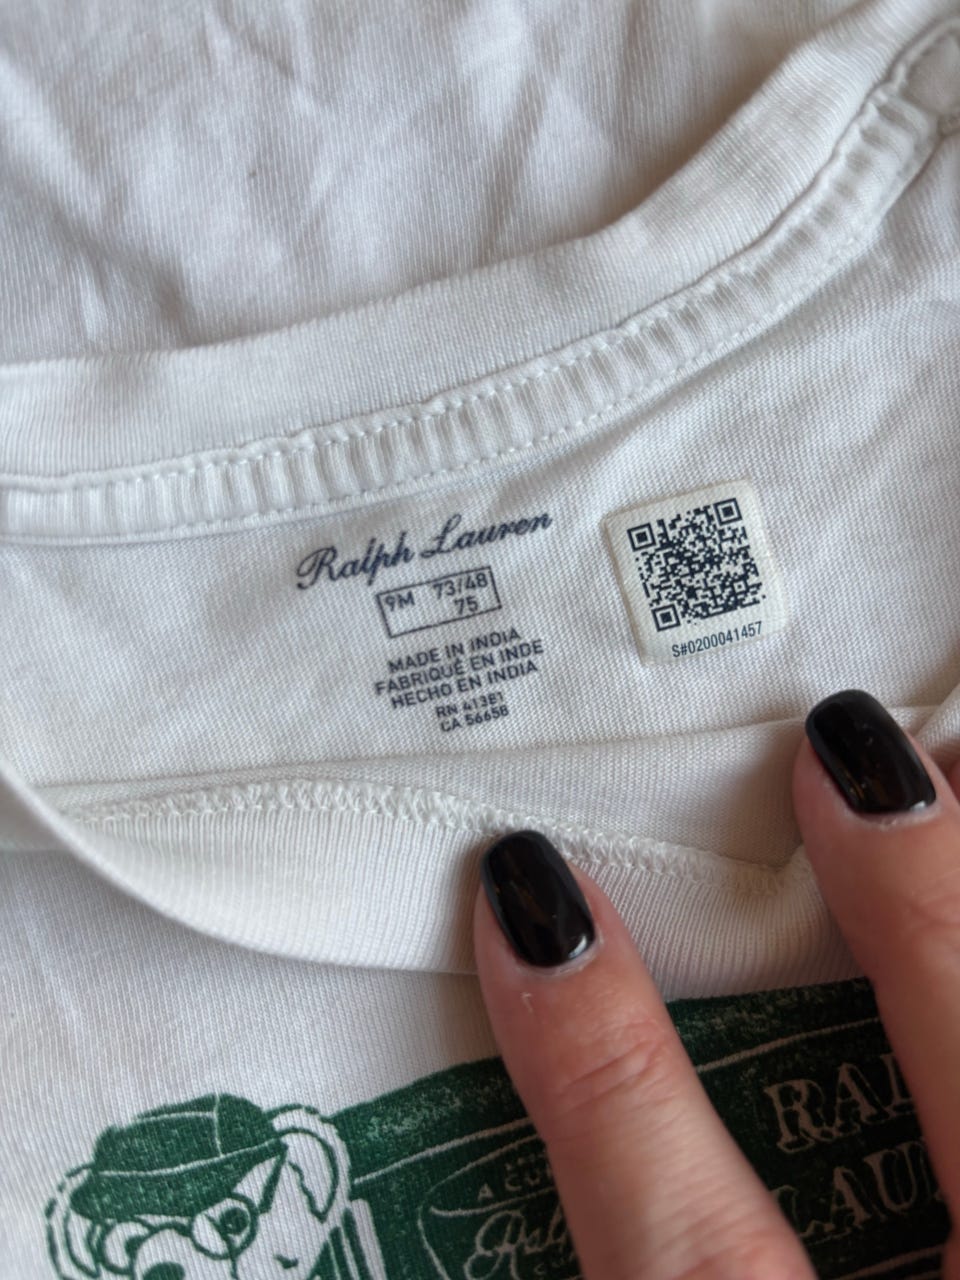 Ralph Lauren
9M 73/48
75
MADE IN INDIA
FABRIQUÉ EN INDE
HECHO EN INDIA
RN 41381
CA 56658
S#0200041457